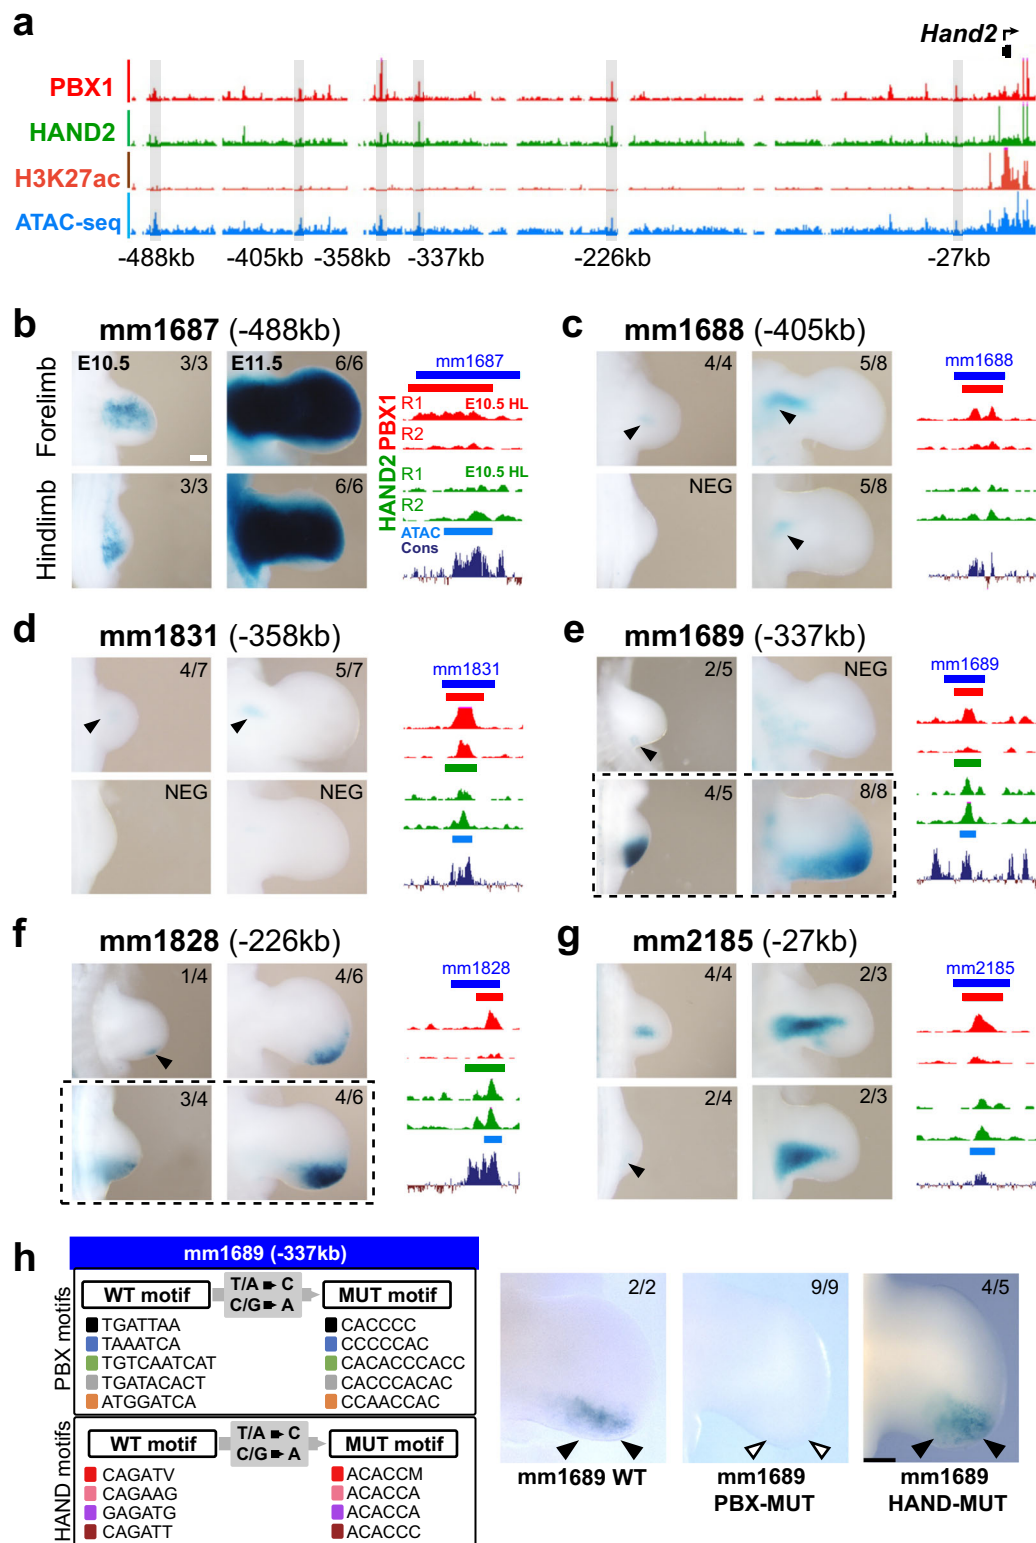 a
Hand2
PBX1
HAND2
H3K27ac
ATAC-seq
-488kb -405kb -358kb -337kb -226kb -27kb
b mm1687 (-488kb)
Forelimb
Hindlimb
E10.5 3/3
E11.5 6/6
3/3
6/6
mm1687
PBX1
R1 E10.5 HL
R2
HAND2
R1 E10.5 HL
R2
ATAC
Cons
c mm1688 (-405kb)
4/4
5/8
NEG
5/8
mm1688
d mm1831 (-358kb)
4/7
5/7
NEG
NEG
mm1831
e mm1689 (-337kb)
2/5
NEG
4/5
8/8
mm1689
f mm1828 (-226kb)
1/4
4/6
3/4
4/6
mm1828
g mm2185 (-27kb)
4/4
2/3
2/4
2/3
mm2185
h
mm1689 (-337kb)
PBX motifs
WT motif T/A C MUT motif
C/G A
TGATTAA CACCCC
TAAATCA CCCCCAC
TGTCAATCAT CACACCCACC
TGATACACT CACCCACAC
ATGGATCA CCAACCAC
HAND motifs
WT motif T/A C MUT motif
C/G A
CAGATV ACACCM
CAGAAG ACACCA
GAGATG ACACCA
CAGATT ACACCC
2/2
mm1689 WT
9/9
mm1689
PBX-MUT
4/5
mm1689
HAND-MUT